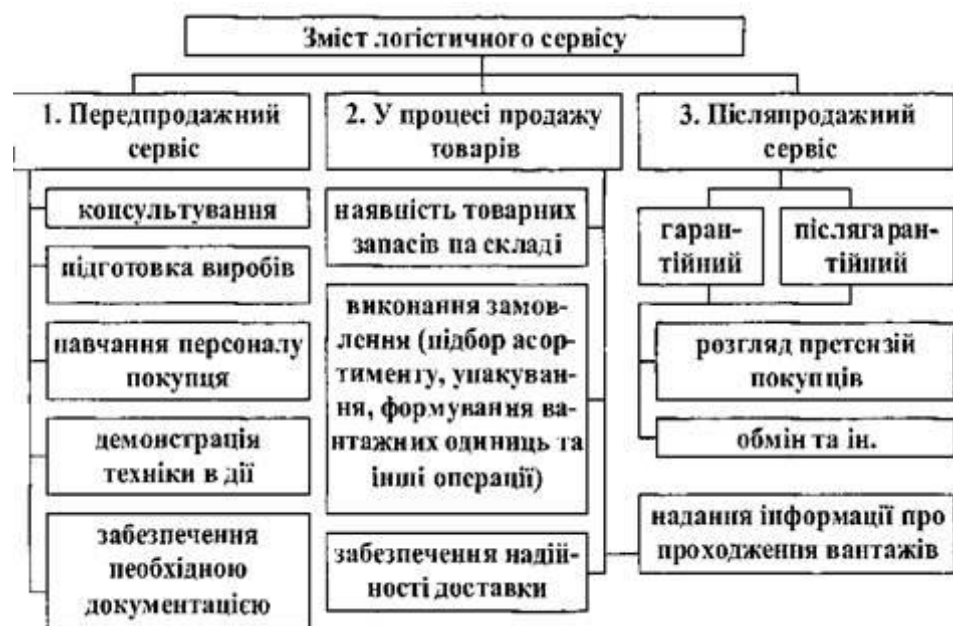 Зміст логістичного сервісу
1. Передпродажний
сервіс
консультування
підготовка виробів
навчання персоналу
покупця
демонстрація
техніки в дії
забезпечення
необхідною
документацією
2. У процесі продажу
товарів
наявність товарних
запасів на складі
виконання замов-
лення (підбор асор-
тименту, упакуван-
ня, формування ва-
нтажних одиниць та
інші операції)
забезпечення надій-
ності доставки
надання інформації про
проходження вантажів
3. Післяпродажний
сервіс
гаран-
тійний
післягаран-
тійний
розгляд претензій
покупців
обмін та ін.